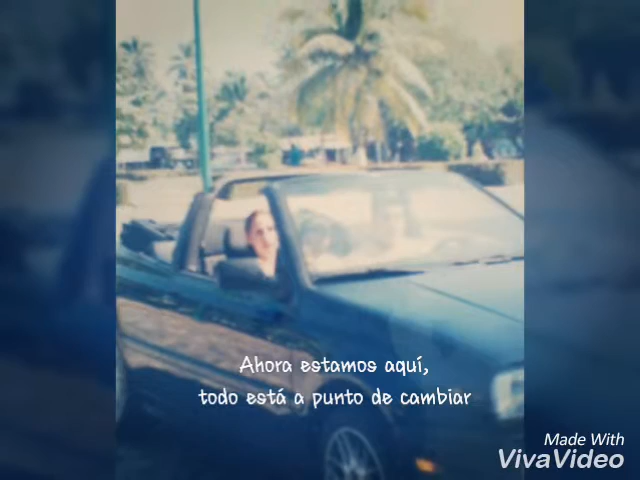 Ahora estamos aquí,
todo está a punto de cambiar
Made With
VivaVideo